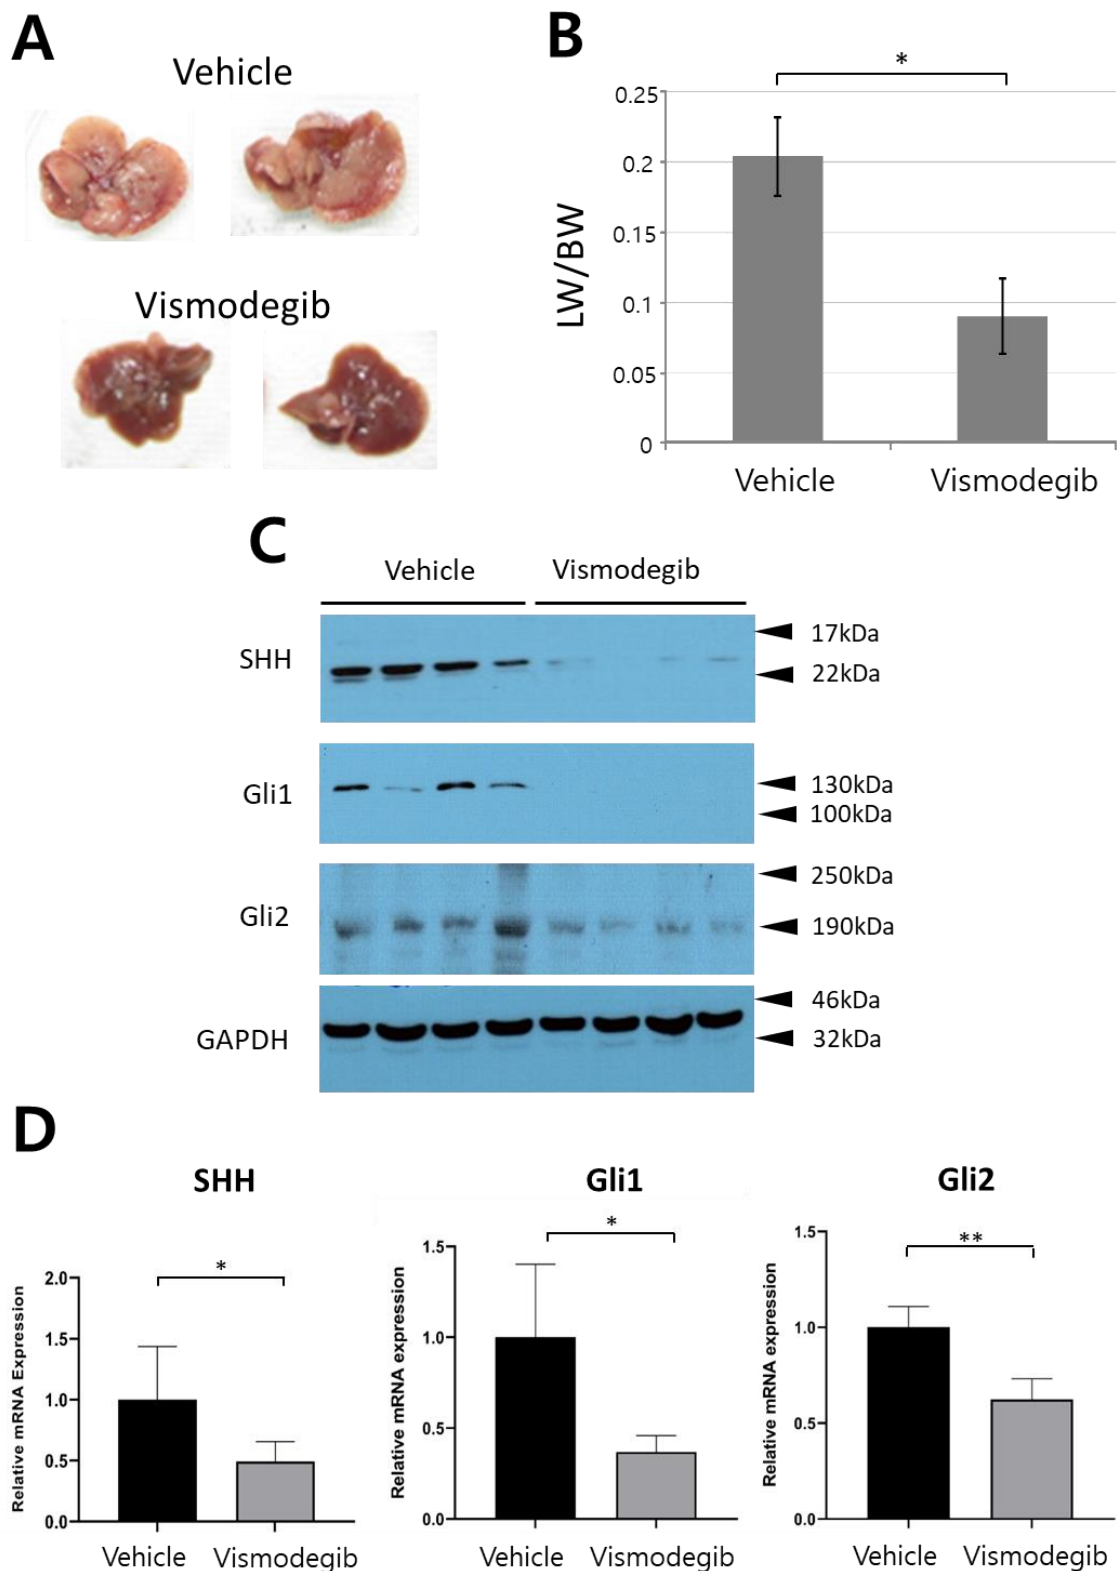 A
Vehicle
Vismodegib
B
*
LW/BW
0.25
0.2
0.15
0.1
0.05
0
Vehicle
Vismodegib
C
Vehicle
Vismodegib
SHH
17kDa
22kDa
Gli1
130kDa
100kDa
Gli2
250kDa
190kDa
GAPDH
46kDa
32kDa
D
SHH
*
Relative mRNA Expression
2.0
1.5
1.0
0.5
0.0
Vehicle
Vismodegib
Gli1
*
Relative mRNA expression
1.5
1.0
0.5
0.0
Vehicle
Vismodegib
Gli2
**
Relative mRNA expression
1.5
1.0
0.5
0.0
Vehicle
Vismodegib